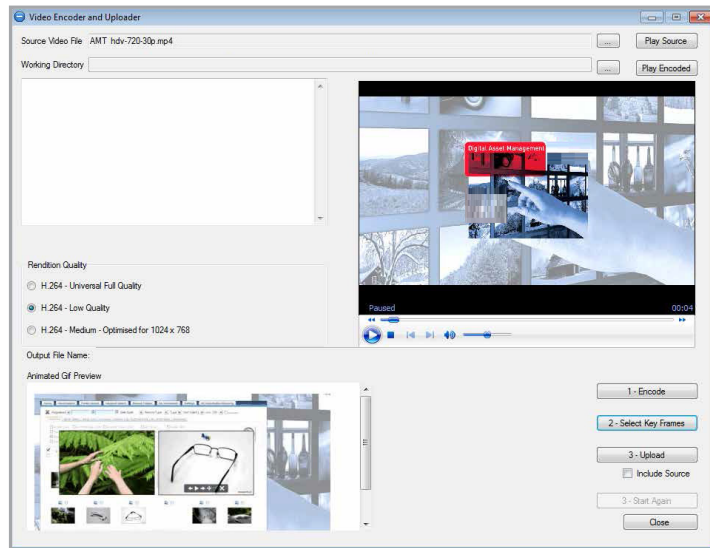 Video Encoder and Uploader
Source Video File AMT hdv-720-30p.mp4 ... Play Source
Working Directory ... Play Encoded
Digital Asset Management
Rendition Quality
H.264 - Universal Full Quality
H.264 - Low Quality
H.264 - Medium - Optimised for 1024 x 768
Paused 00:04
Output File Name:
Animated Gif Preview
1 - Encode
2 - Select Key Frames
3 - Upload
Include Source
3 - Start Again
Close